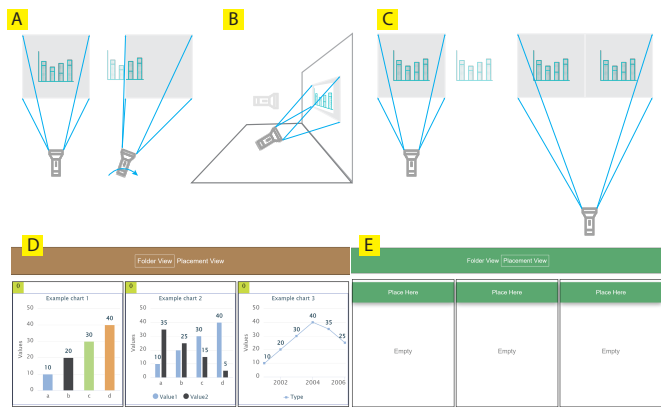 A
B
C
D
E
Folder View Placement View
Folder View Placement View
0
Example chart 1
50
40
30
20
10
0
Values
10
20
30
40
a b c d
0
Example chart 2
50
40
30
20
10
0
Values
10
35
25
30
15
40
5
a b c d
Value1 Value2
0
Example chart 3
50
40
30
20
10
0
Values
10
20
30
40
35
25
2002 2004 2006
Type
Place Here
Empty
Place Here
Empty
Place Here
Empty